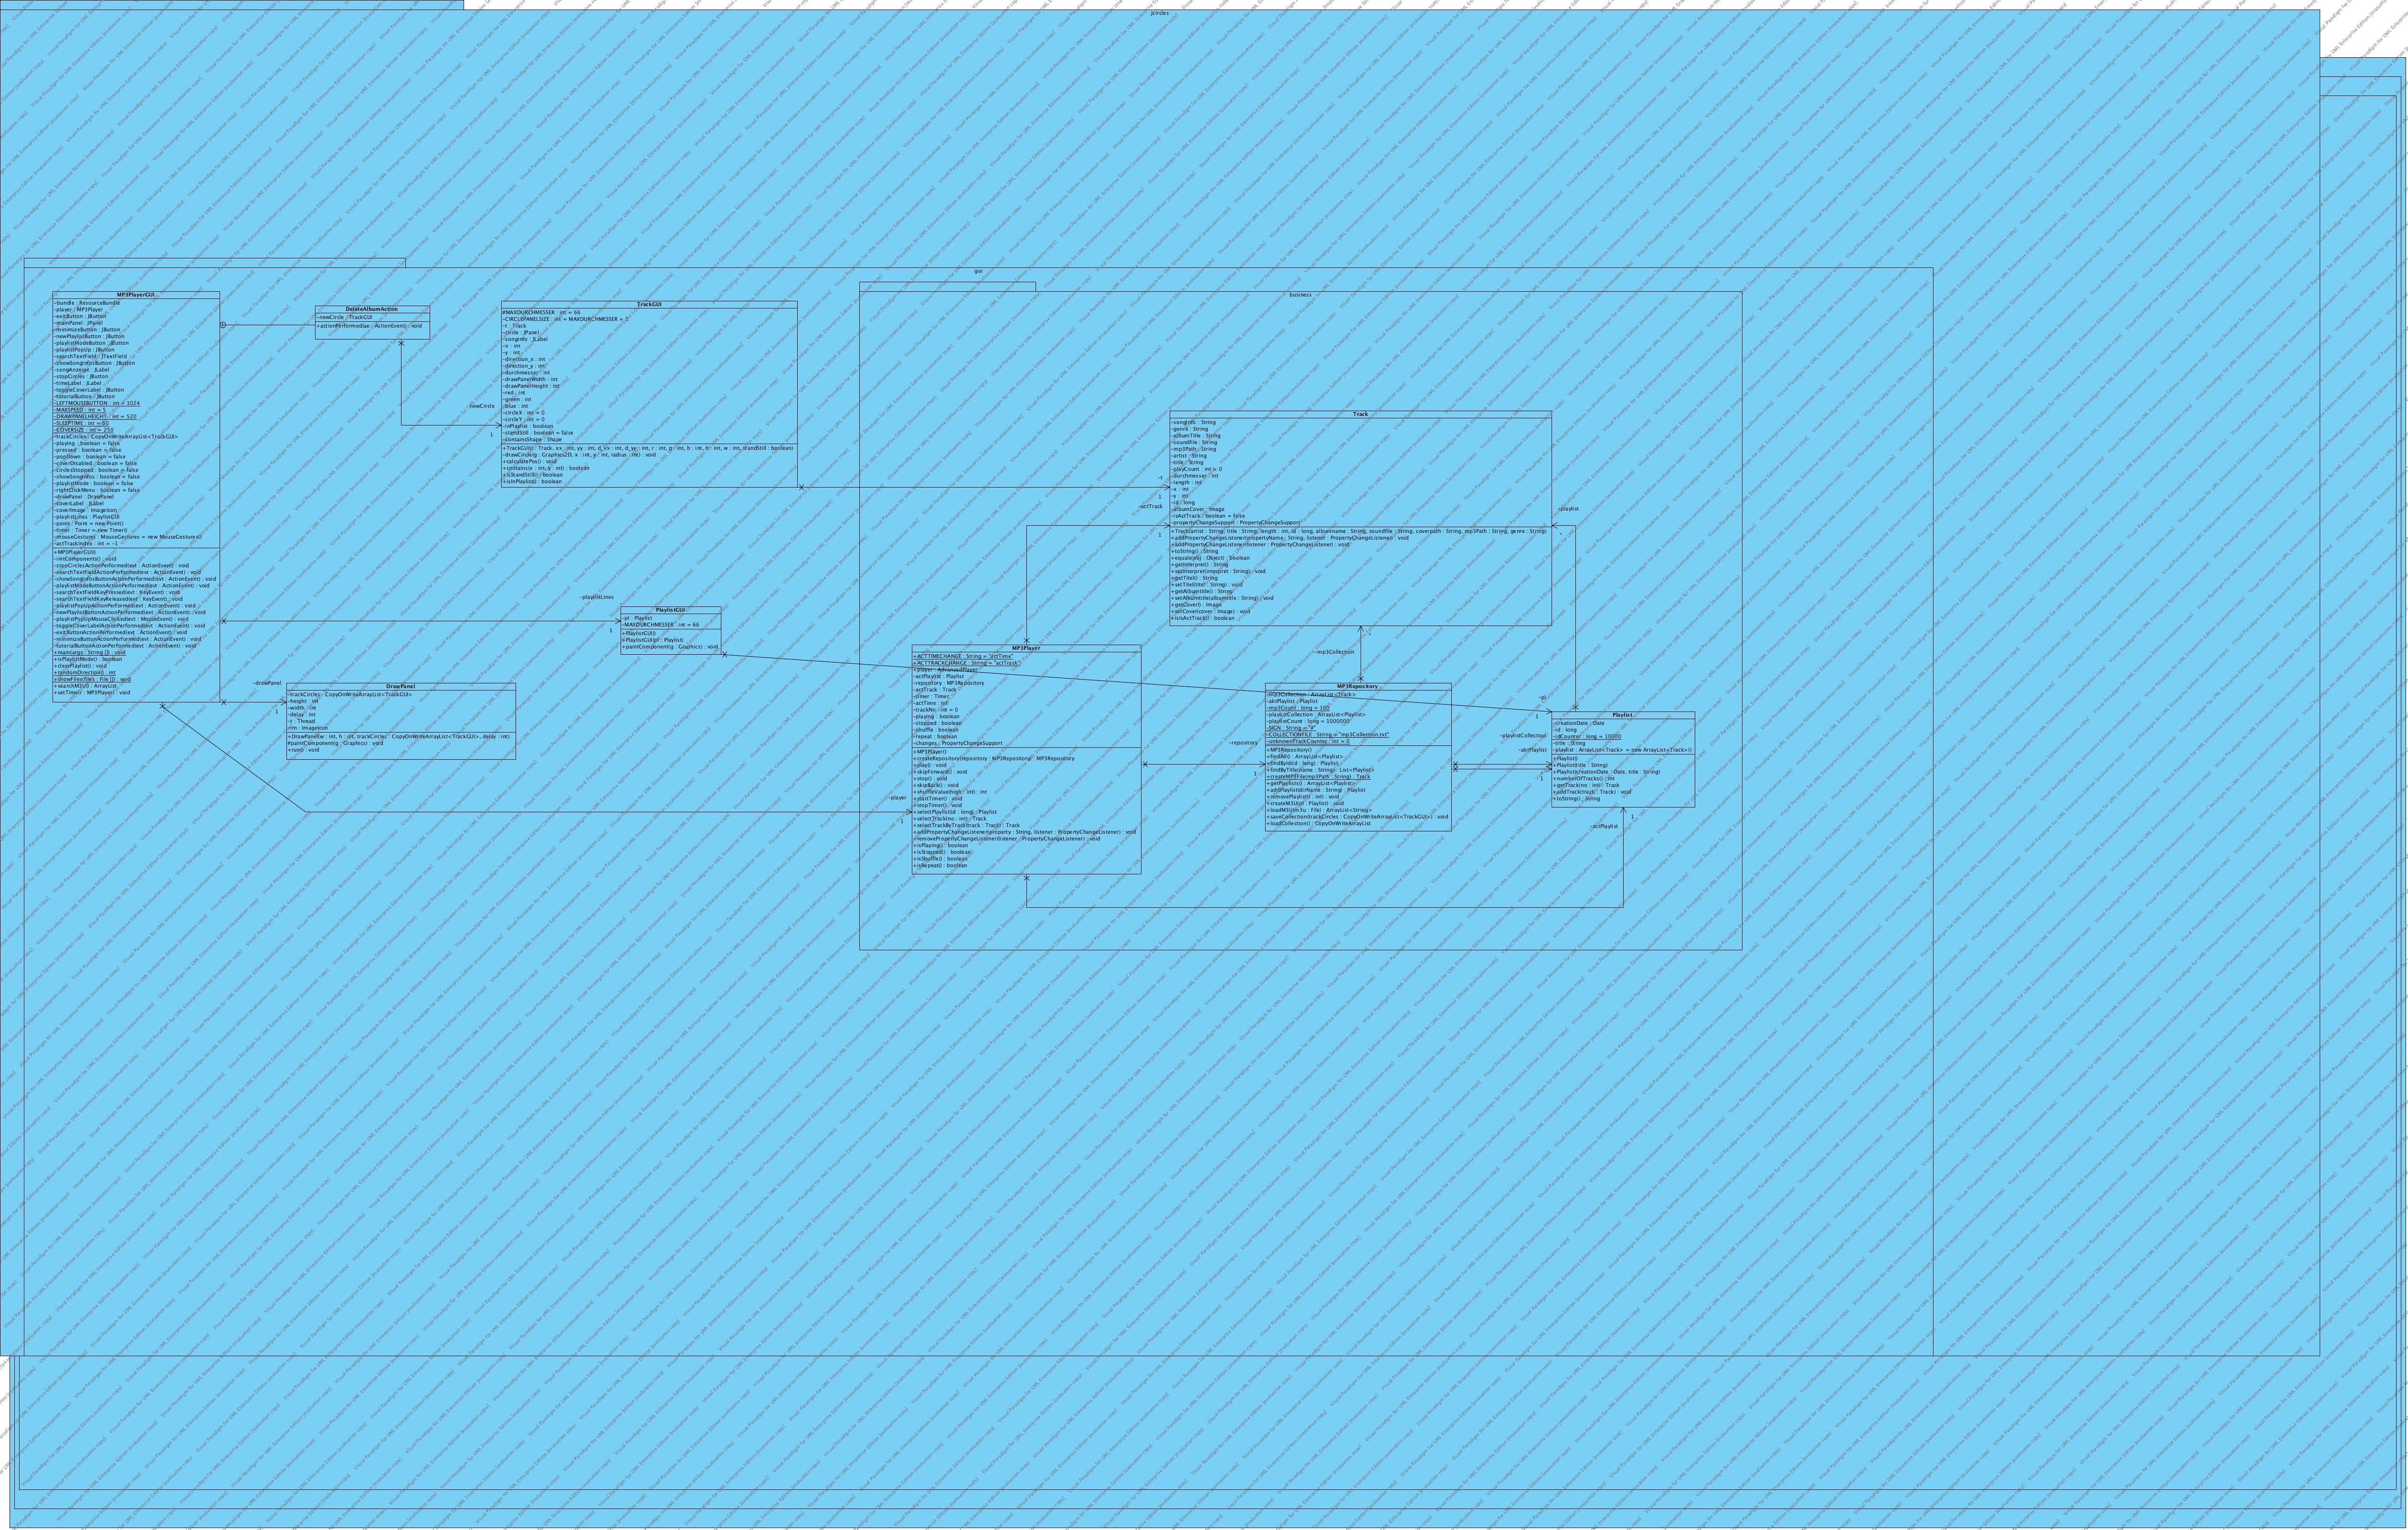 jcircles
gui
business
MP3PlayerGUI
-bundle : ResourceBundle
-player : MP3Player
-exitButton : JButton
-mainPanel : JPanel
-minimizeButton : JButton
-newPlaylistButton : JButton
-playlistModeButton : JButton
-playlistPopUp : JButton
-searchTextField : JTextField
-showSongInfosButton : JButton
-songAnzeige : JLabel
-stopCircles : JButton
-timeLabel : JLabel
-toggleCoverLabel : JButton
-tutorialButton : JButton
-LEFTMOUSEBUTTON : int = 1024
-MAXSPEED : int = 5
-DRAWPANELHEIGHT : int = 520
-SLEEPTIME : int = 60
-COVERSIZE : int = 250
-trackCircles : CopyOnWriteArrayList<TrackGUI>
-playing : boolean = false
-pressed : boolean = false
-popDown : boolean = false
-coverDisabled : boolean = false
-circlesStopped : boolean = false
-showSongInfos : boolean = false
-playlistMode : boolean = false
-rightClickMenu : boolean = false
-drawPanel : DrawPanel
-coverLabel : JLabel
-coverImage : ImageIcon
-playlistLines : PlaylistGUI
-point : Point = new Point()
-timer : Timer = new Timer()
-mouseGestures : MouseGestures = new MouseGestures()
-actTrackIndex : int = -1
+MP3PlayerGUI()
-initComponents() : void
-stopCirclesActionPerformed(evt : ActionEvent) : void
-searchTextFieldActionPerformed(evt : ActionEvent) : void
-showSongInfosButtonActionPerformed(evt : ActionEvent) : void
-playlistModeButtonActionPerformed(evt : ActionEvent) : void
-searchTextFieldKeyPressed(evt : KeyEvent) : void
-searchTextFieldKeyReleased(evt : KeyEvent) : void
-playlistPopUpActionPerformed(evt : ActionEvent) : void
-newPlaylistButtonActionPerformed(evt : ActionEvent) : void
-playlistPopUpMouseClicked(evt : MouseEvent) : void
-toggleCoverLabelActionPerformed(evt : ActionEvent) : void
-exitButtonActionPerformed(evt : ActionEvent) : void
-minimizeButtonActionPerformed(evt : ActionEvent) : void
-tutorialButtonActionPerformed(evt : ActionEvent) : void
+main(args : String []) : void
+isPlaylistMode() : boolean
+clearPlaylist() : void
+randomDirection() : int
+showFiles(files : File []) : void
+searchM3U() : ArrayList
+setTimer(r : MP3Player) : void
DeleteAlbumAction
-newCircle : TrackGUI
+actionPerformed(ae : ActionEvent) : void
TrackGUI
#MAXDURCHMESSER : int = 66
-CIRCLEPANELSIZE : int = MAXDURCHMESSER + 5
-t : Track
-circle : JPanel
-songInfo : JLabel
-x : int
-y : int
-direction_x : int
-direction_y : int
-durchmesser : int
-drawPanelWidth : int
-drawPanelHeight : int
-red : int
-green : int
-blue : int
-circleX : int = 0
-circleY : int = 0
-inPlaylist : boolean
-standStill : boolean = false
-containsShape : Shape
+TrackGUI(t : Track, xx : int, yy : int, d_xx : int, d_yy : int, r : int, g : int, b : int, h : int, w : int, standStill : boolean)
-drawCircle(g : Graphics2D, x : int, y : int, radius : int) : void
+calculatePos() : void
+contains(x : int, y : int) : boolean
+isStandStill() : boolean
+isInPlaylist() : boolean
-newCircle
1
-t
1
-actTrack
1
Track
-songInfo : String
-genre : String
-albumTitle : String
-soundfile : String
-mp3Path : String
-artist : String
-title : String
-playCount : int = 0
-durchmesser : int
-length : int
-x : int
-y : int
-id : long
-albumCover : Image
-isActTrack : boolean = false
-propertyChangeSupport : PropertyChangeSupport
+Track(artist : String, title : String, length : int, id : long, albumname : String, soundfile : String, coverpath : String, mp3Path : String, genre : String)
+addPropertyChangeListener(propertyName : String, listener : PropertyChangeListener) : void
+addPropertyChangeListener(listener : PropertyChangeListener) : void
+toString() : String
+equals(obj : Object) : boolean
+getInterpret() : String
+setInterpret(interpret : String) : void
+getTitel() : String
+setTitel(titel : String) : void
+getAlbumtitel() : String
+setAlbumtitle(albumtitle : String) : void
+getCover() : Image
+setCover(cover : Image) : void
+isIsActTrack() : boolean
-playlist
*
-playlistLines
1
PlaylistGUI
-pl : Playlist
-MAXDURCHMESSER : int = 66
+PlaylistGUI()
+PlaylistGUI(pl : Playlist)
+paintComponent(g : Graphics) : void
-drawPanel
1
DrawPanel
-trackCircles : CopyOnWriteArrayList<TrackGUI>
-height : int
-width : int
-delay : int
-t : Thread
-im : ImageIcon
+DrawPanel(w : int, h : int, trackCircles : CopyOnWriteArrayList<TrackGUI>, delay : int)
#paintComponent(g : Graphics) : void
+run() : void
-player
1
MP3Player
+ACTTIMECHANGE : String = "actTime"
+ACTTRACKCHANGE : String = "actTrack"
+player : AdvancedPlayer
-actPlaylist : Playlist
-repository : MP3Repository
-actTrack : Track
-timer : Timer
-actTime : int
-trackNo : int = 0
-playing : boolean
-stopped : boolean
-shuffle : boolean
-repeat : boolean
-changes : PropertyChangeSupport
+MP3Player()
+createRepository(repository : MP3Repository) : MP3Repository
+play() : void
+skipForward() : void
+stop() : void
+skipBack() : void
+shuffleValue(high : int) : int
+startTimer() : void
+stopTimer() : void
+selectPlaylist(id : long) : Playlist
+selectTrack(no : int) : Track
+selectTrackByTrack(track : Track) : Track
+addPropertyChangeListener(property : String, listener : PropertyChangeListener) : void
+removePropertyChangeListener(listener : PropertyChangeListener) : void
+isPlaying() : boolean
+isStopped() : boolean
+isShuffle() : boolean
+isRepeat() : boolean
-mp3Collection
*
-repository
1
MP3Repository
-mp3Collection : ArrayList<Track>
-aktPlaylist : Playlist
-mp3Count : long = 100
-playlistCollection : ArrayList<Playlist>
-playlistCount : long = 1000000
-SIGN : String = "#"
-COLLECTIONFILE : String = "mp3Collection.txt"
-unknownTrackCounter : int = 0
+MP3Repository()
+findAll() : ArrayList<Playlist>
+findById(id : long) : Playlist
+findByTitle(name : String) : List<Playlist>
+createMP3File(mp3Path : String) : Track
+getPlaylists() : ArrayList<Playlist>
+addPlaylist(dirName : String) : Playlist
+removePlaylist(r : int) : void
+createM3U(pl : Playlist) : void
+loadM3U(m3u : File) : ArrayList<String>
+saveCollection(trackCircles : CopyOnWriteArrayList<TrackGUI>) : void
+loadCollection() : CopyOnWriteArrayList
-pl
1
-playlistCollection
*
-aktPlaylist
1
Playlist
-creationDate : Date
-id : long
-idCounter : long = 10000
-title : String
-playlist : ArrayList<Track> = new ArrayList<Track>()
+Playlist()
+Playlist(title : String)
+Playlist(creationDate : Date, title : String)
+numberOfTracks() : int
+getTrack(no : int) : Track
+addTrack(track : Track) : void
+toString() : String
-actPlaylist
1
Visual Paradigm for UML Enterprise Edition [evaluation copy]